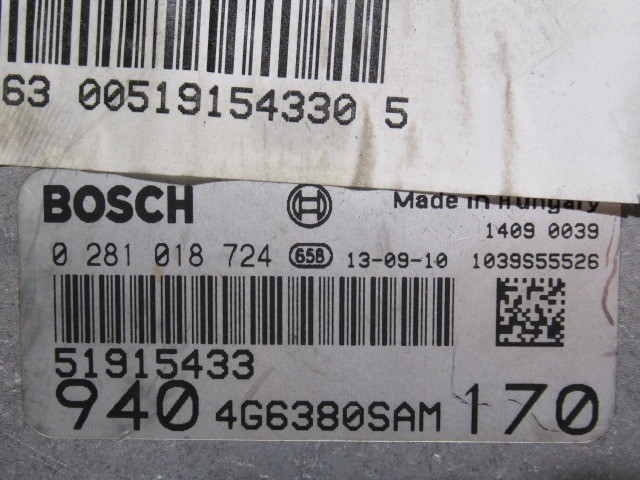 63 00519154330 5
BOSCH Made in Hungary
1409 0039
0 281 018 724 658 13-09-10 1039S55526
51915433
940 4G6380SAM 170